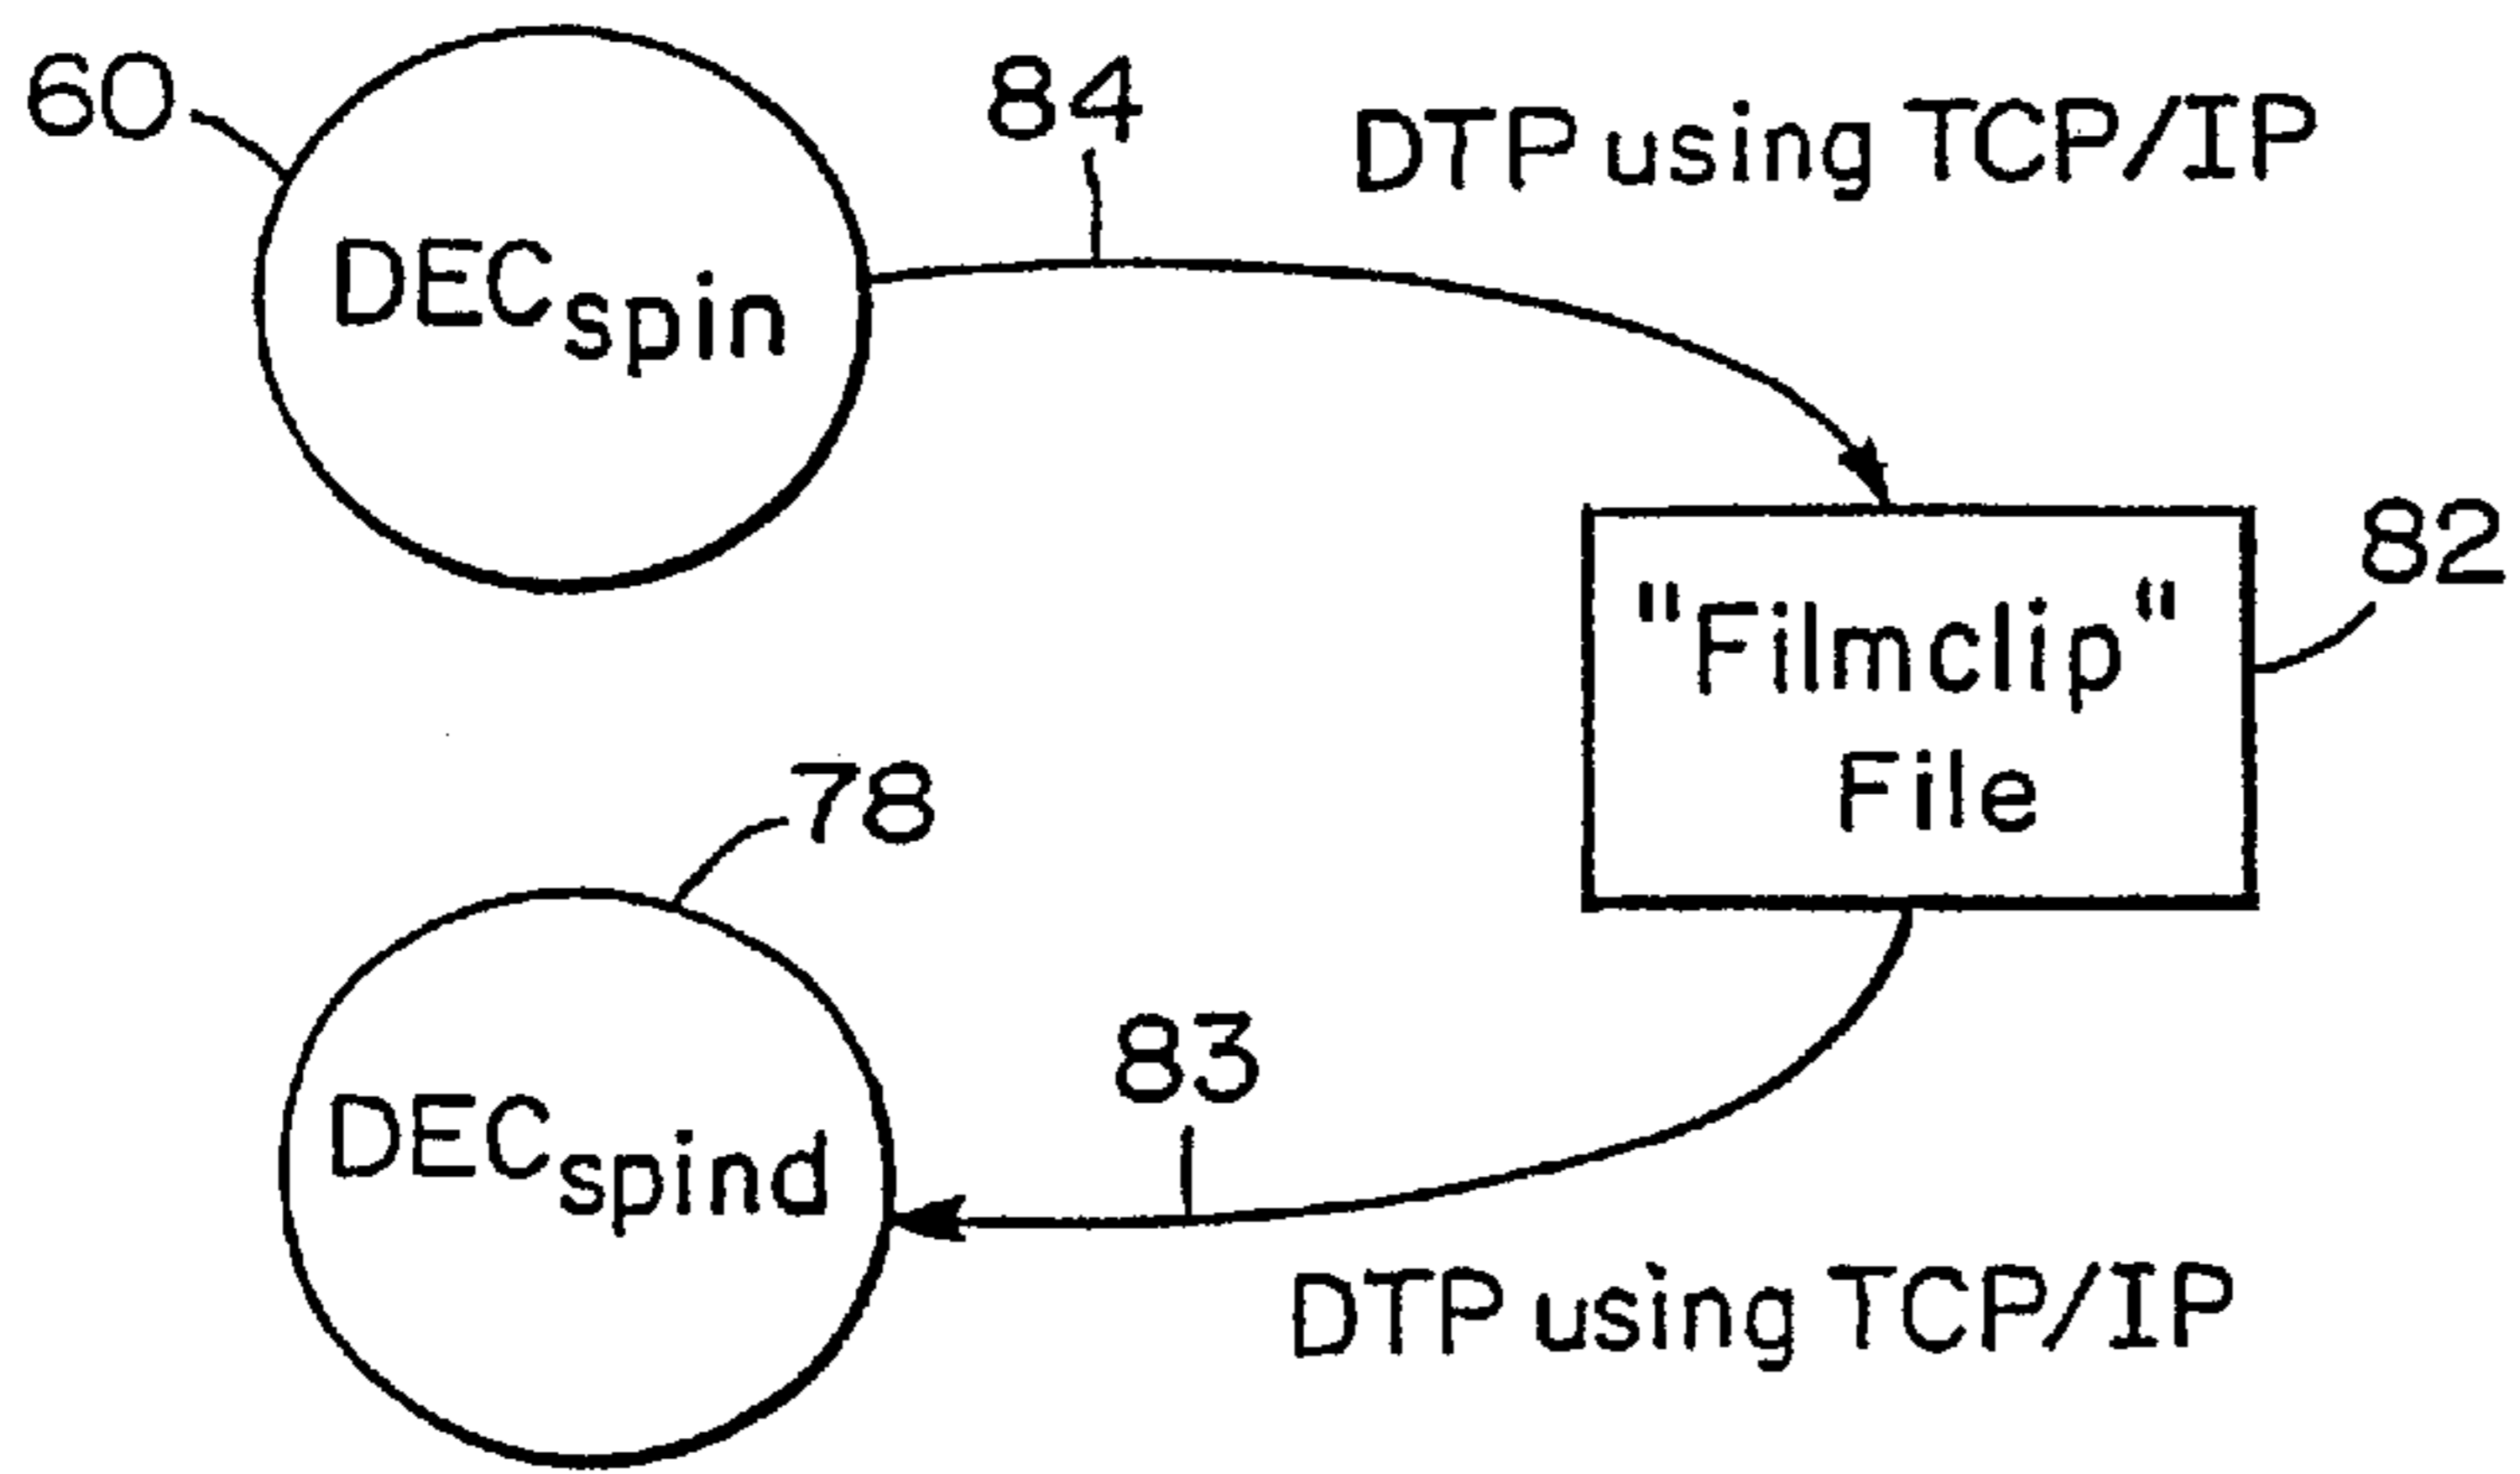 60
84
DTP using TCP/IP
DECspin
82
"Filmclip"
File
78
83
DECspind
DTP using TCP/IP